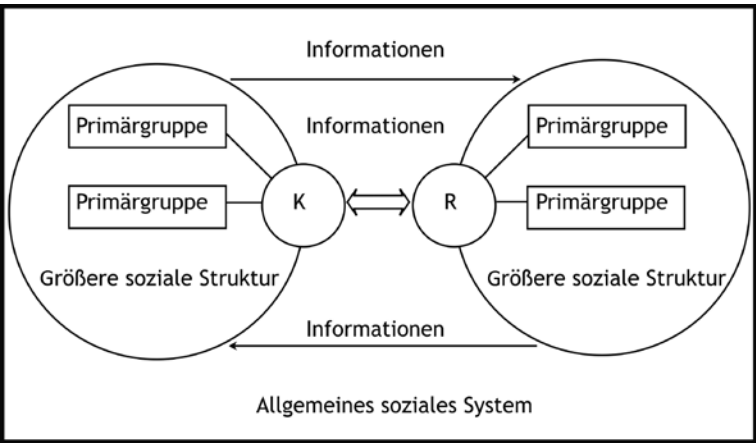 Informationen
Primärgruppe
Informationen
Primärgruppe
Primärgruppe
K
R
Primärgruppe
Größere soziale Struktur
Größere soziale Struktur
Informationen
Allgemeines soziales System